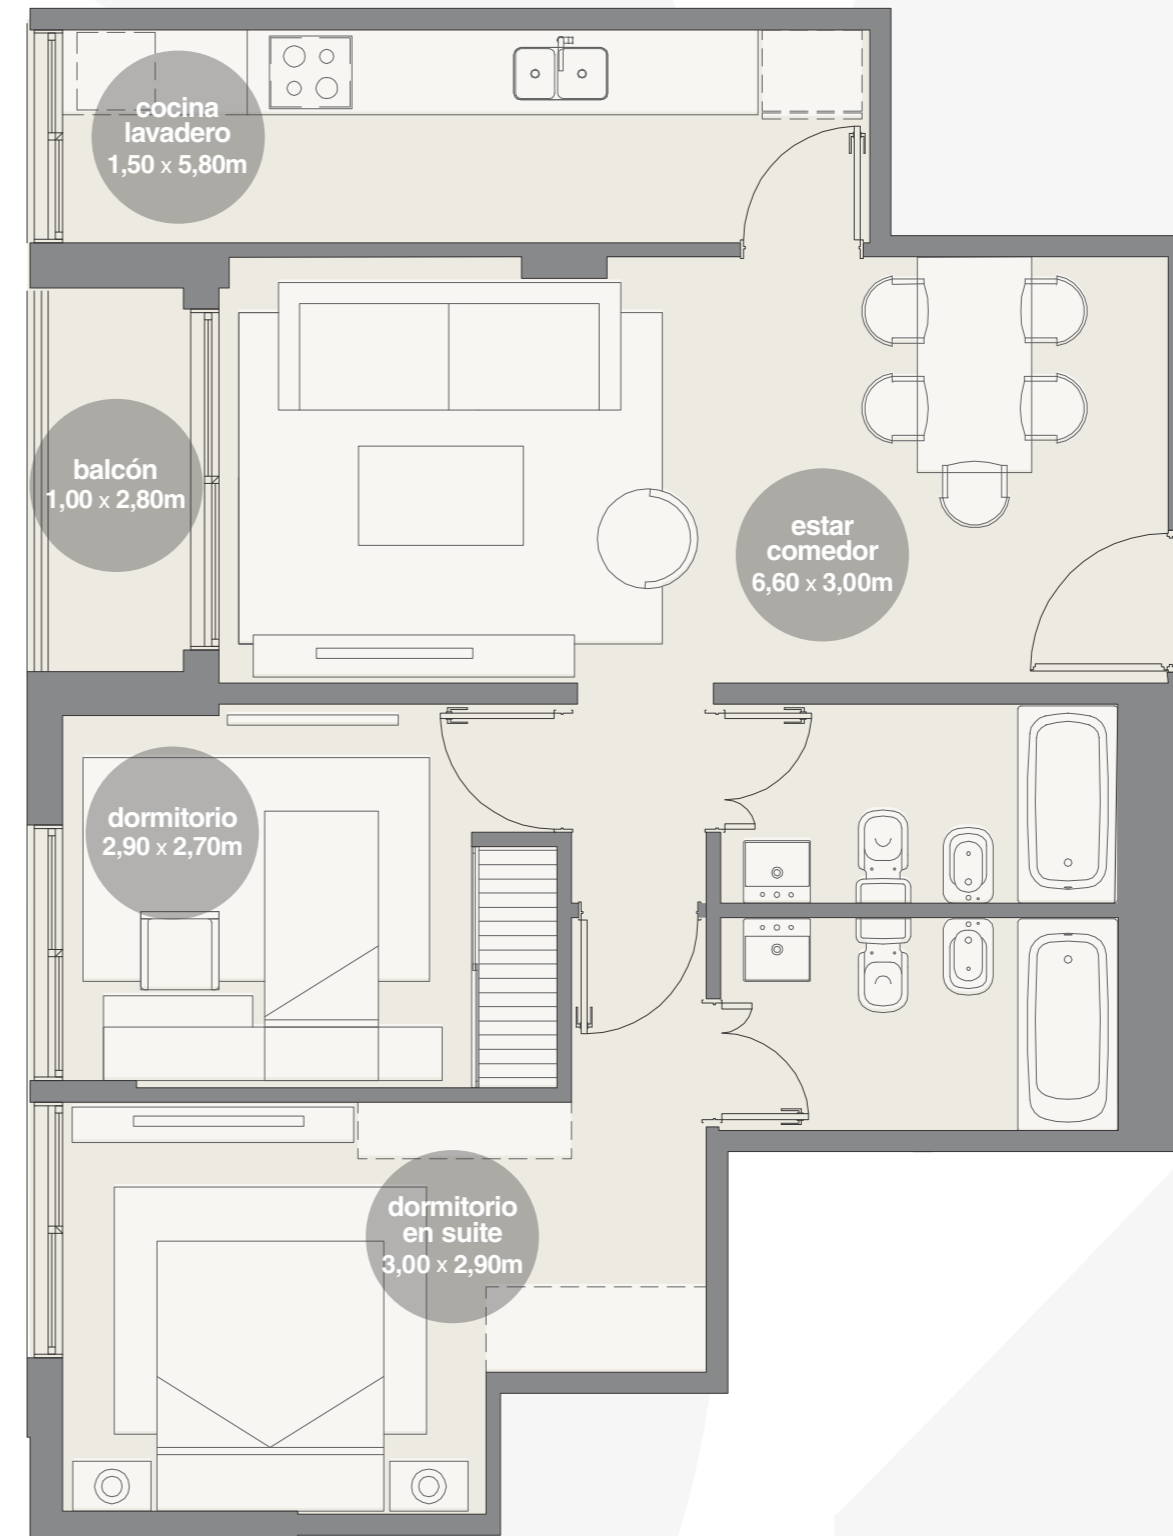 cocina
lavadero
1,50 x 5,80m
balcón
1,00 x 2,80m
estar
comedor
6,60 x 3,00m
dormitorio
2,90 x 2,70m
dormitorio
en suite
3,00 x 2,90m